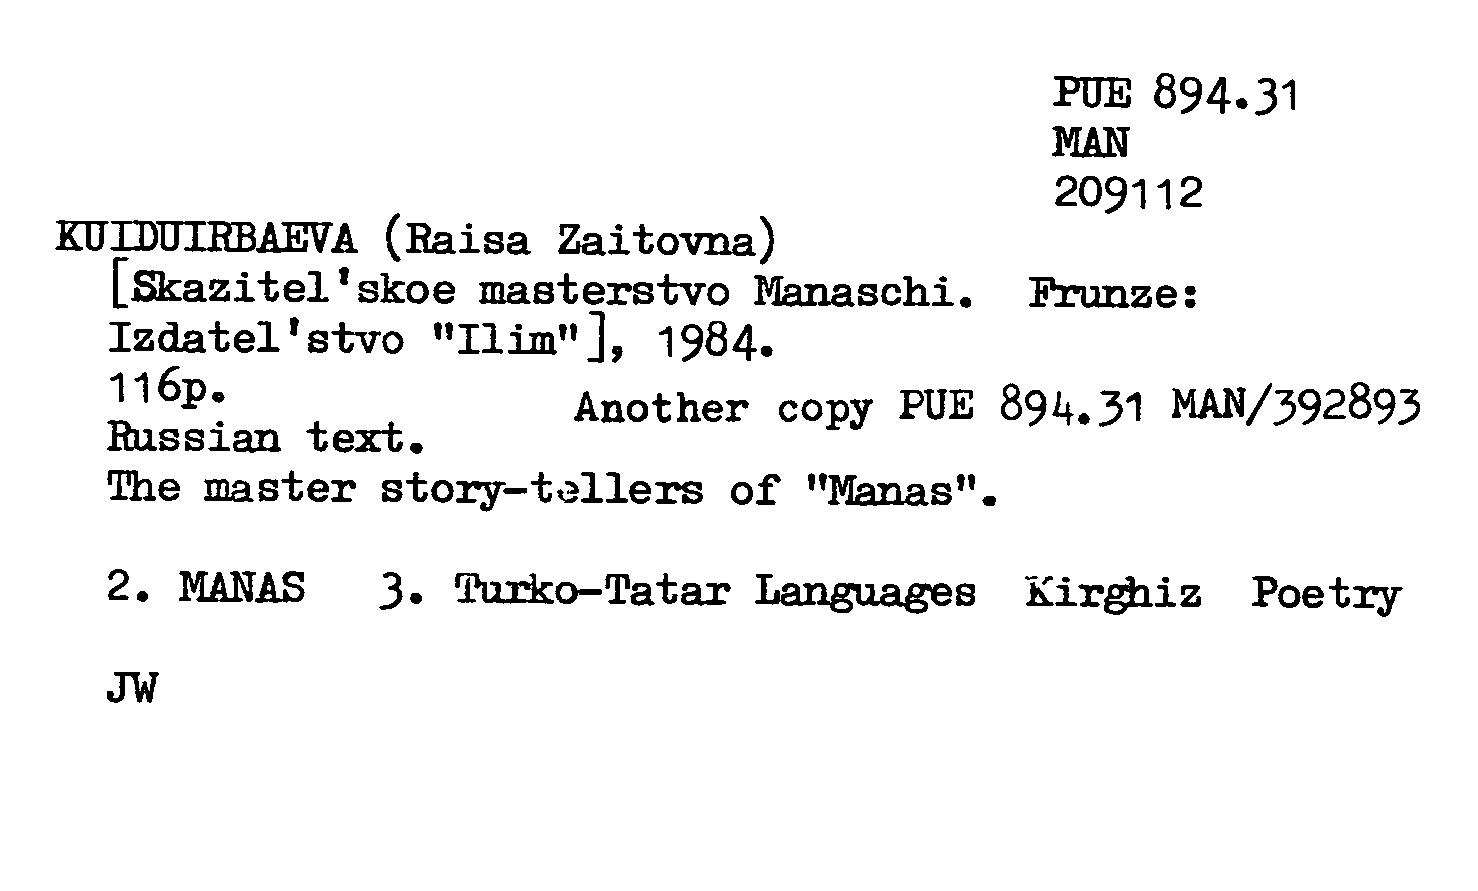 PUE 894.31
MAN
209112
KUIDUIRBAEVA (Raisa Zaitovna)
[Skazitel'skoe masterstvo Manaschi. Frunze:
Izdatel'stvo "Ilim"], 1984.
116p.
Another copy PUE 894.31 MAN/392893
Russian text.
The master story-tellers of "Manas".
2. MANAS 3. Turko-Tatar Languages Kirghiz Poetry
JW